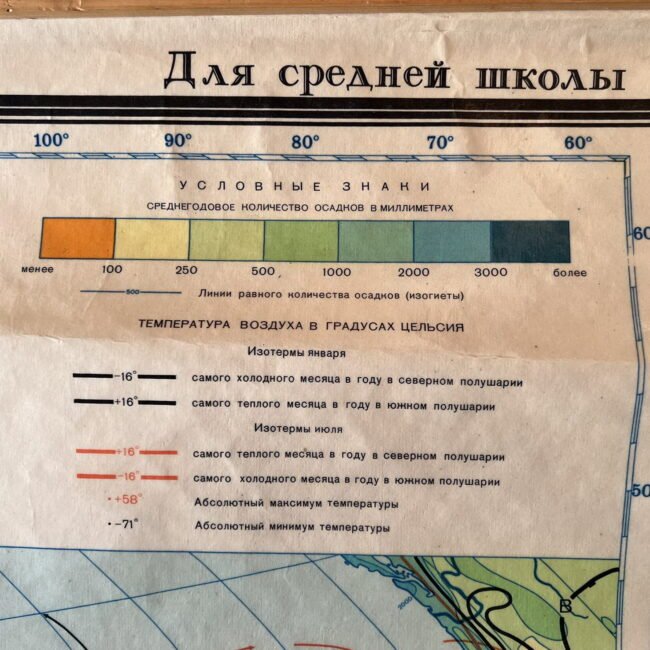 Для средней школы
100° 90° 80° 70° 60°
УСЛОВНЫЕ ЗНАКИ
СРЕДНЕГОДОВОЕ КОЛИЧЕСТВО ОСАДКОВ В МИЛЛИМЕТРАХ
60
менее 100 250 500 1000 2000 3000 более
500 Линии равного количества осадков (изогиеты)
ТЕМПЕРАТУРА ВОЗДУХА В ГРАДУСАХ ЦЕЛЬСИЯ
Изотермы января
-16° самого холодного месяца в году в северном полушарии
+16° самого теплого месяца в году в южном полушарии
Изотермы июля
+16° самого теплого месяца в году в северном полушарии
-16° самого холодного месяца в году в южном полушарии
50
+58° Абсолютный максимум температуры
-71° Абсолютный минимум температуры
2000
В